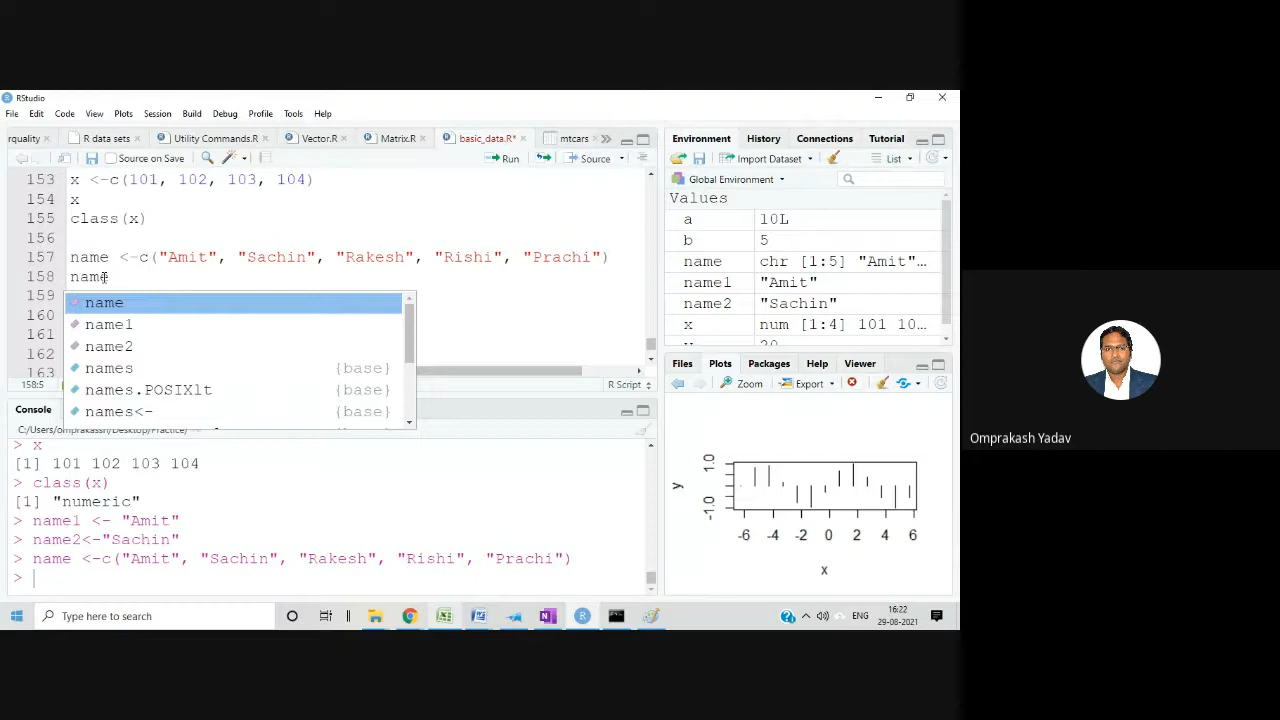 RStudio
File Edit Code View Plots Session Build Debug Profile Tools Help
rquality R data sets Utility Commands.R Vector.R Matrix.R basic_data.R* mtcars
Source on Save Run Source
153 x <-c(101, 102, 103, 104)
154 x
155 class(x)
156
157 name <-c("Amit", "Sachin", "Rakesh", "Rishi", "Prachi")
158 name
159
160
161
162
163
name
name1
name2
names {base}
names.POSIXlt {base}
names<- {base}
158:5 R Script
Console
C:/Users/omprakassh/Desktop/Practice/
> x
[1] 101 102 103 104
> class(x)
[1] "numeric"
> name1 <- "Amit"
> name2<-"Sachin"
> name <-c("Amit", "Sachin", "Rakesh", "Rishi", "Prachi")
>
Environment History Connections Tutorial
Import Dataset List
Global Environment
Values
a 10L
b 5
name chr [1:5] "Amit"…
name1 "Amit"
name2 "Sachin"
x num [1:4] 101 10…
Files Plots Packages Help Viewer
Zoom Export
y
1.0
-1.0
-6 -4 -2 0 2 4 6
x
Type here to search
ENG
16:22
29-08-2021
Omprakash Yadav